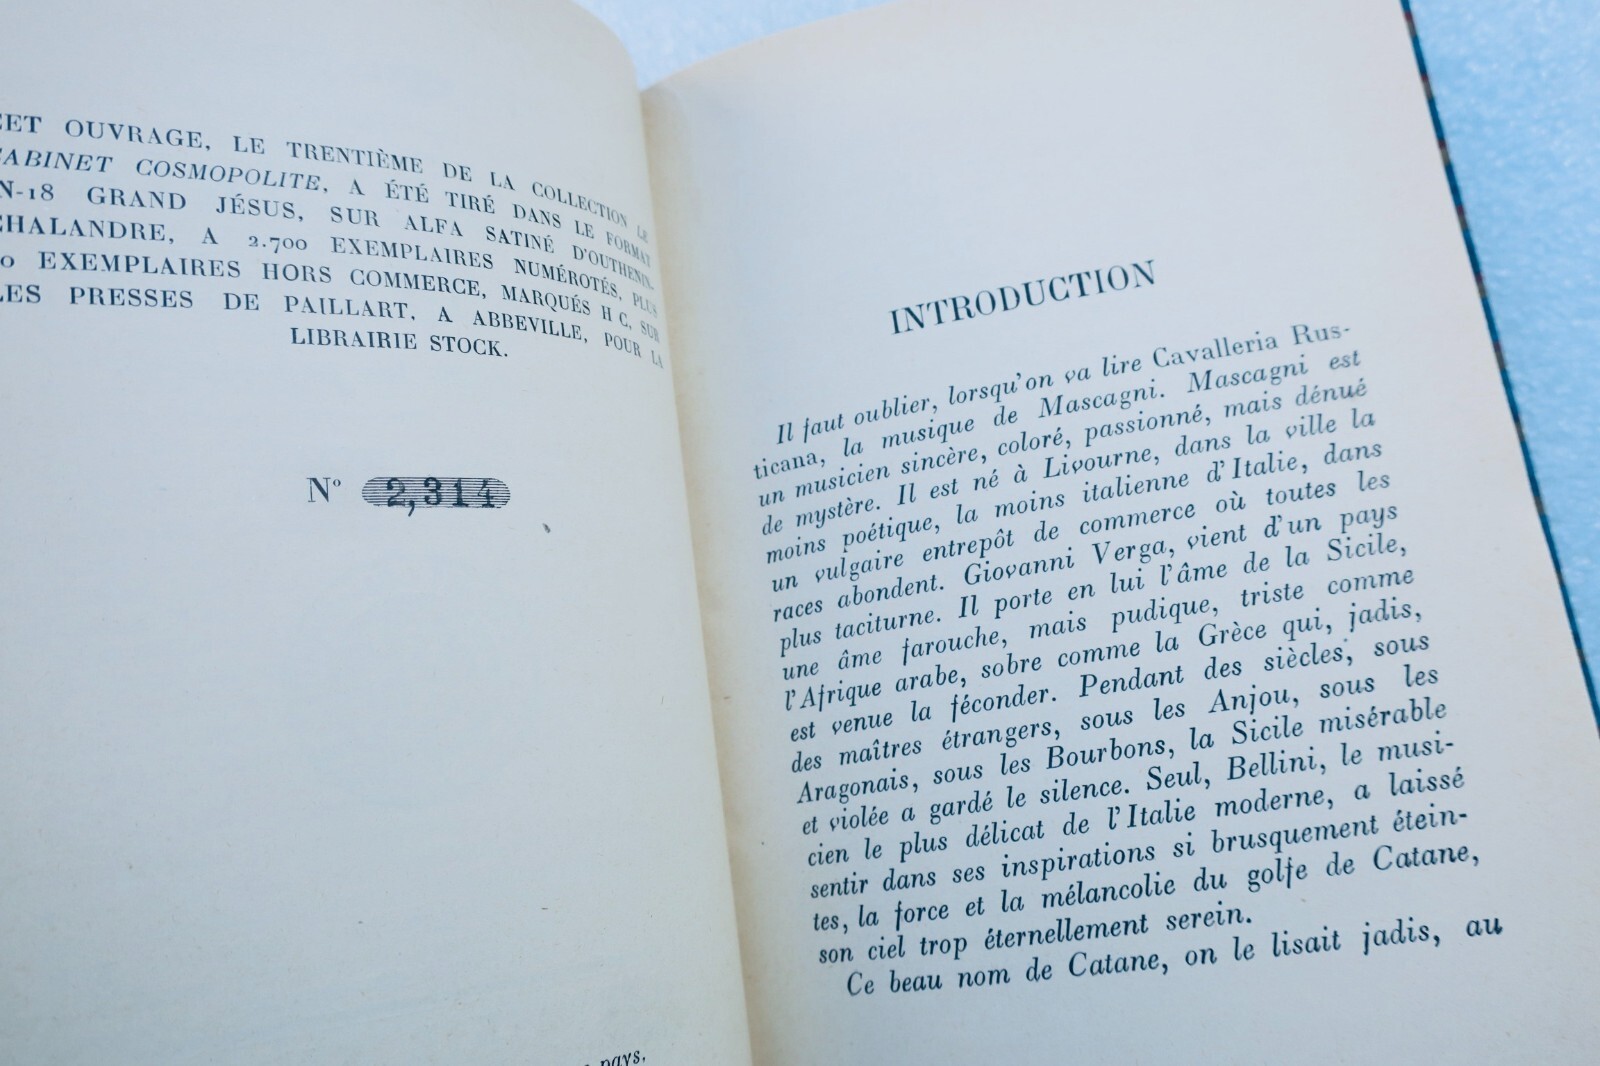 CET OUVRAGE, LE TRENTIÈME DE LA COLLECTION LE
CABINET COSMOPOLITE, A ÉTÉ TIRÉ DANS LE FORMAT
IN-18 GRAND JÉSUS, SUR ALFA SATINÉ D'OUTHENIN-
CHALANDRE, A 2.700 EXEMPLAIRES NUMÉROTÉS, PLUS
EXEMPLAIRES HORS COMMERCE, MARQUÉS H C, SUR
LES PRESSES DE PAILLART, A ABBEVILLE, POUR LA
LIBRAIRIE STOCK.
N° 2,314
pays.
INTRODUCTION
Il faut oublier, lorsqu'on va lire Cavalleria Rus-
ticana, la musique de Mascagni. Mascagni est
un musicien sincère, coloré, passionné, mais dénué
de mystère. Il est né à Livourne, dans la ville la
moins poétique, la moins italienne d'Italie, dans
un vulgaire entrepôt de commerce où toutes les
races abondent. Giovanni Verga, vient d'un pays
plus taciturne. Il porte en lui l'âme de la Sicile,
une âme farouche, mais pudique, triste comme
l'Afrique arabe, sobre comme la Grèce qui, jadis,
est venue la féconder. Pendant des siècles, sous
des maîtres étrangers, sous les Anjou, sous les
Aragonais, sous les Bourbons, la Sicile misérable
et violée a gardé le silence. Seul, Bellini, le musi-
cien le plus délicat de l'Italie moderne, a laissé
sentir dans ses inspirations si brusquement étein-
tes, la force et la mélancolie du golfe de Catane,
son ciel trop éternellement serein.
Ce beau nom de Catane, on le lisait jadis, au